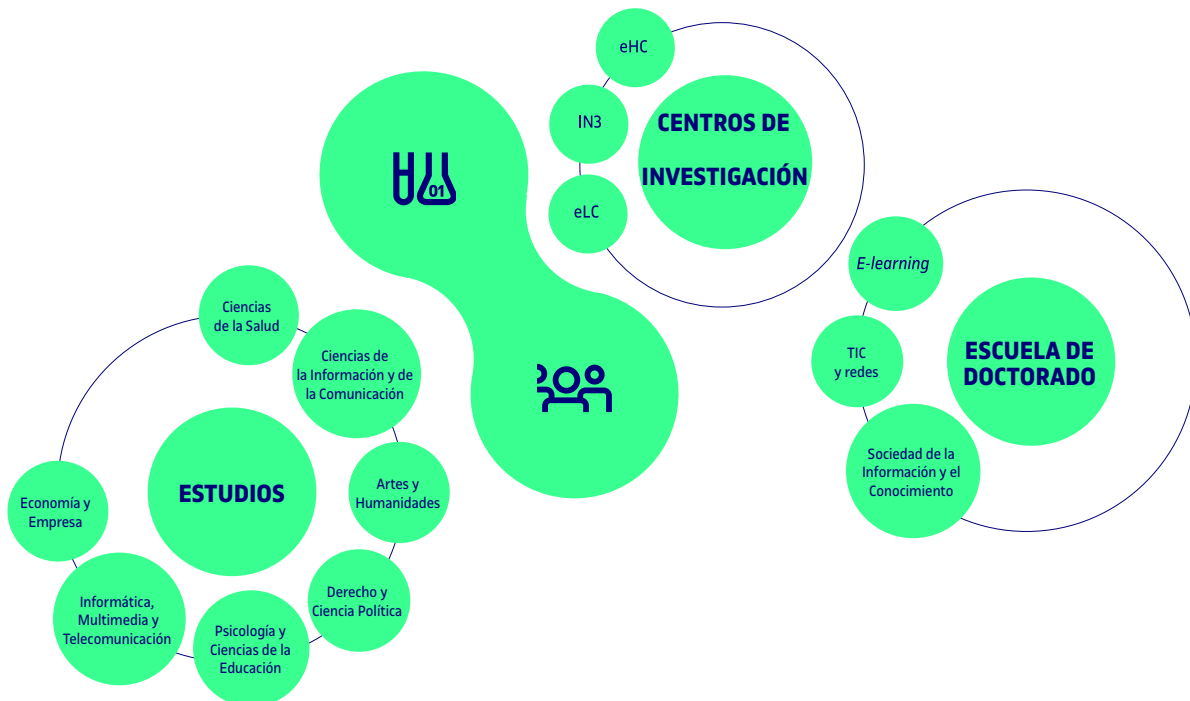 eHC
IN3
eLC
CENTROS DE
INVESTIGACIÓN
01
E-learning
TIC
y redes
Sociedad de la
Información y el
Conocimiento
ESCUELA DE
DOCTORADO
Ciencias
de la Salud
Ciencias de
la Información y de
la Comunicación
Artes y
Humanidades
Derecho y
Ciencia Política
Psicología y
Ciencias de la
Educación
Informática,
Multimedia y
Telecomunicación
Economía y
Empresa
ESTUDIOS